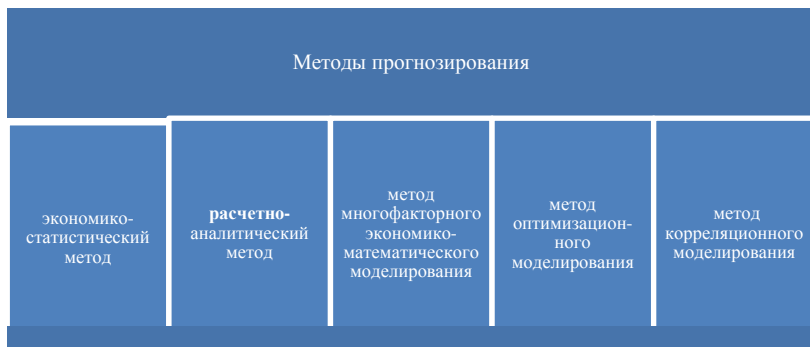 Методы прогнозирования
экономико-
статистический
метод
расчетно-
аналитический
метод
метод
многофакторного
экономико-
математического
моделирования
метод
оптимизацион-
ного
моделирования
метод
корреляционного
моделирования